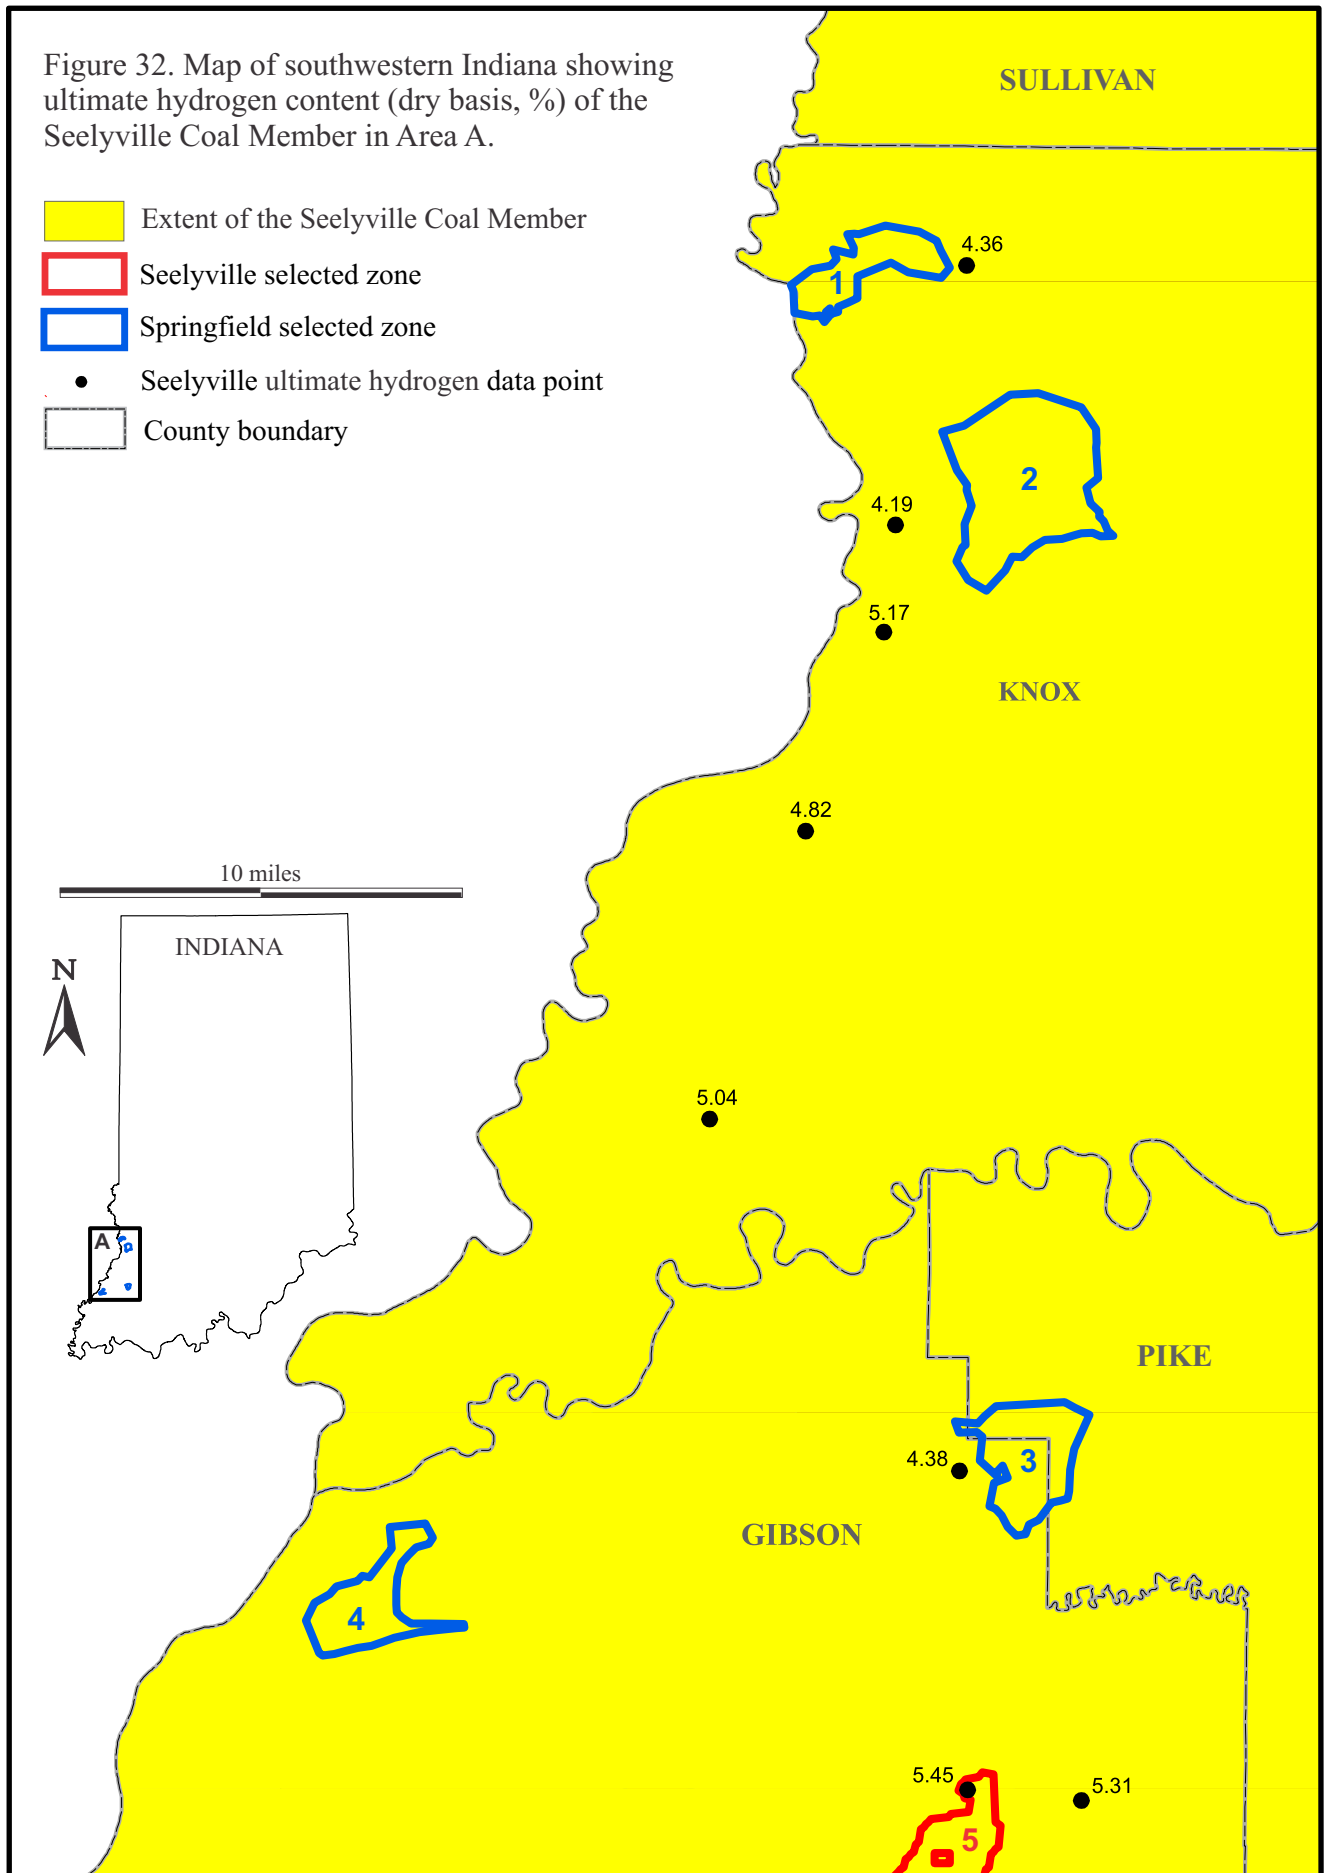 Figure 32. Map of southwestern Indiana showing
ultimate hydrogen content (dry basis, %) of the
Seelyville Coal Member in Area A.
Extent of the Seelyville Coal Member
Seelyville selected zone
Springfield selected zone
Seelyville ultimate hydrogen data point
County boundary
SULLIVAN
4.36
1
2
4.19
5.17
KNOX
4.82
10 miles
INDIANA
N
A
5.04
PIKE
4.38
3
GIBSON
4
5.45
5.31
5